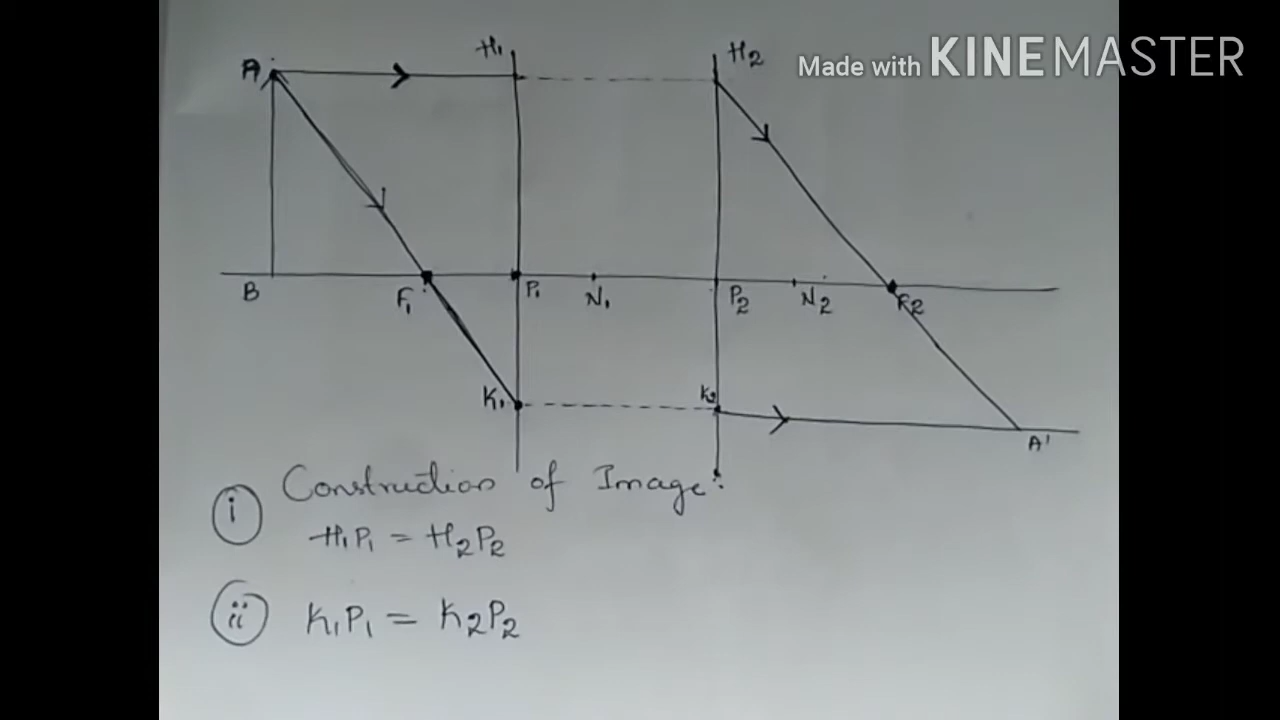 Made with KINEMASTER
A H₁ H₂
B F₁ P₁ N₁ P₂ N₂ F₂
K₁ K₂ A'
i Construction of Image:
H₁P₁ = H₂P₂
ii K₁P₁ = K₂P₂